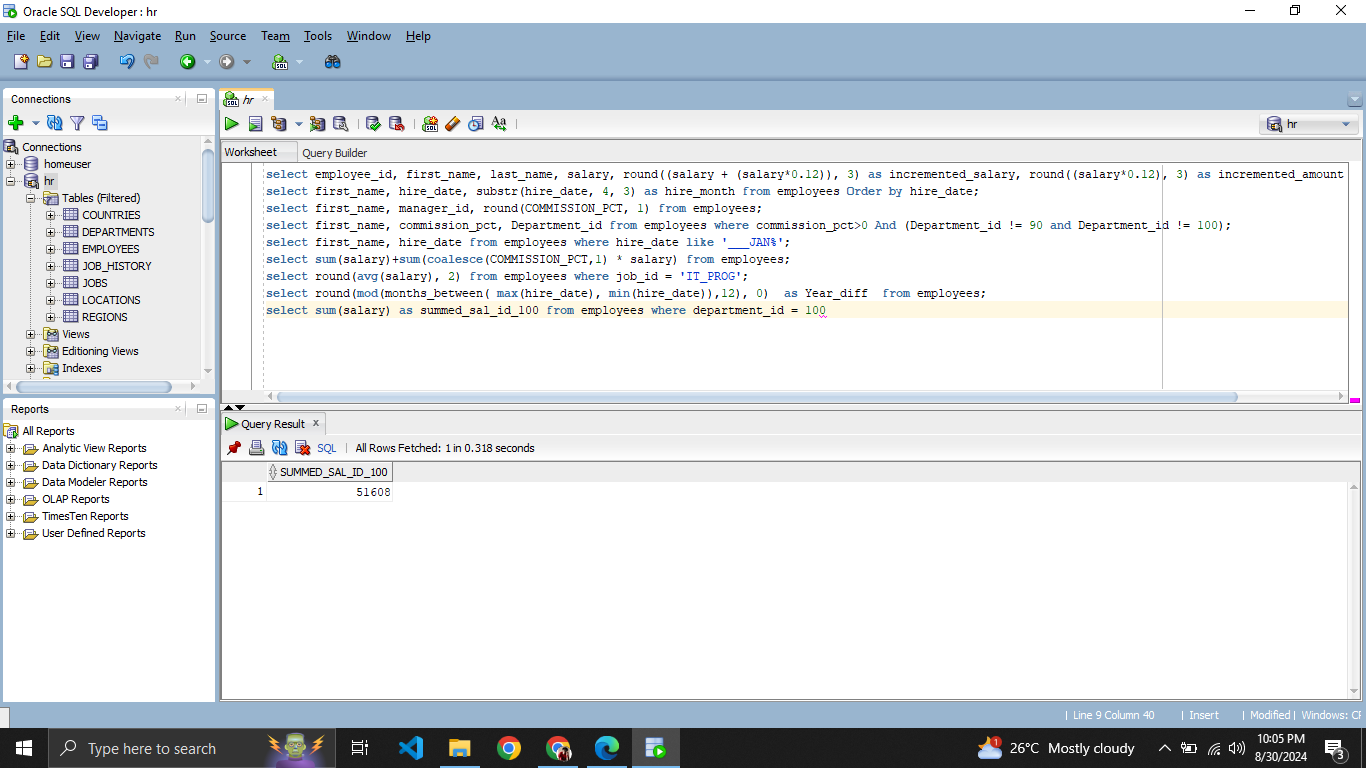 Oracle SQL Developer : hr
File Edit View Navigate Run Source Team Tools Window Help
Connections
Connections
homeuser
hr
Tables (Filtered)
COUNTRIES
DEPARTMENTS
EMPLOYEES
JOB_HISTORY
JOBS
LOCATIONS
REGIONS
Views
Editioning Views
Indexes
Reports
All Reports
Analytic View Reports
Data Dictionary Reports
Data Modeler Reports
OLAP Reports
TimesTen Reports
User Defined Reports
hr
hr
Worksheet Query Builder
select employee_id, first_name, last_name, salary, round((salary + (salary*0.12)), 3) as incremented_salary, round((salary*0.12), 3) as incremented_amount
select first_name, hire_date, substr(hire_date, 4, 3) as hire_month from employees Order by hire_date;
select first_name, manager_id, round(COMMISSION_PCT, 1) from employees;
select first_name, commission_pct, Department_id from employees where commission_pct>0 And (Department_id != 90 and Department_id != 100);
select first_name, hire_date from employees where hire_date like '___JAN%';
select sum(salary)+sum(coalesce(COMMISSION_PCT,1) * salary) from employees;
select round(avg(salary), 2) from employees where job_id = 'IT_PROG';
select round(mod(months_between( max(hire_date), min(hire_date)),12), 0)  as Year_diff  from employees;
select sum(salary) as summed_sal_id_100 from employees where department_id = 100
Query Result
SQL | All Rows Fetched: 1 in 0.318 seconds
SUMMED_SAL_ID_100
1 51608
| Line 9 Column 40 | Insert | Modified | Windows: CF
Type here to search
26°C Mostly cloudy
10:05 PM
8/30/2024
3